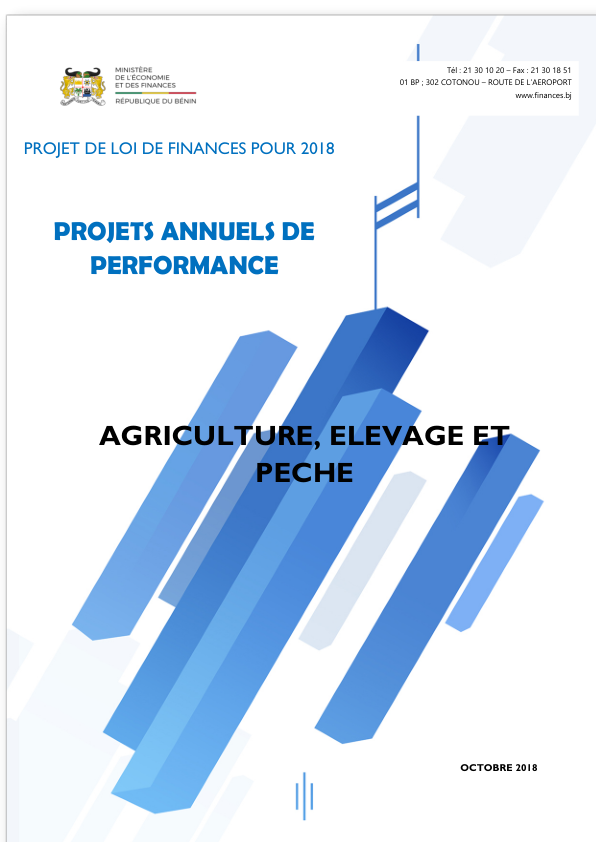 MINISTÈRE
DE L'ÉCONOMIE
ET DES FINANCES
RÉPUBLIQUE DU BÉNIN
Tél : 21 30 10 20 – Fax : 21 30 18 51
01 BP ; 302 COTONOU – ROUTE DE L'AEROPORT
www.finances.bj
PROJET DE LOI DE FINANCES POUR 2018
PROJETS ANNUELS DE
PERFORMANCE
AGRICULTURE, ELEVAGE ET
PECHE
OCTOBRE 2018